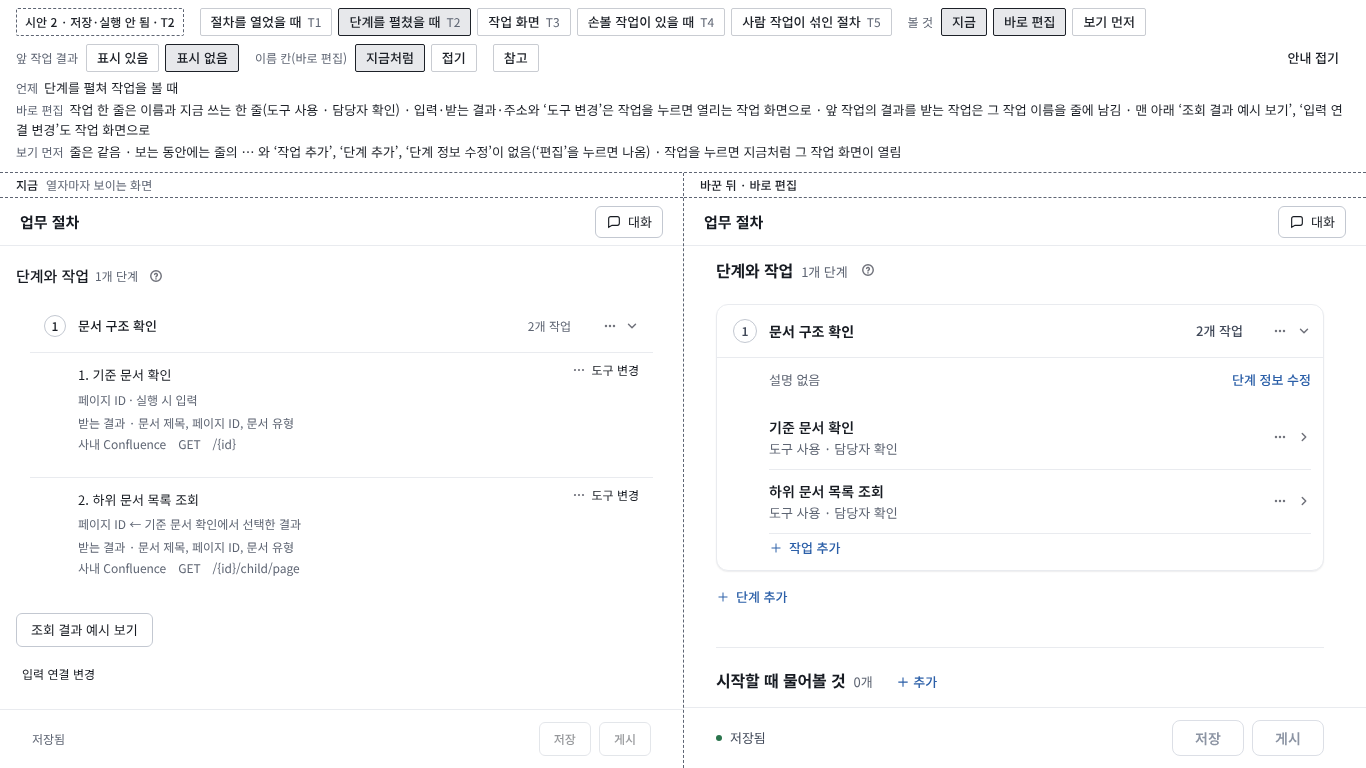 시안 2 · 저장·실행 안 됨 · T2 절차를 열었을 때 T1 단계를 펼쳤을 때 T2 작업 화면 T3 손볼 작업이 있을 때 T4 사람 작업이 섞인 절차 T5 볼 것 지금 바로 편집 보기 먼저
앞 작업 결과 표시 있음 표시 없음 이름 칸(바로 편집) 지금처럼 접기 참고 안내 접기
언제 단계를 펼쳐 작업을 볼 때
바로 편집 작업 한 줄은 이름과 지금 쓰는 한 줄(도구 사용 · 담당자 확인) · 입력·받는 결과·주소와 ‘도구 변경’은 작업을 누르면 열리는 작업 화면으로 · 앞 작업의 결과를 받는 작업은 그 작업 이름을 줄에 남김 · 맨 아래 ‘조회 결과 예시 보기’, ‘입력 연
결 변경’도 작업 화면으로
보기 먼저 줄은 같음 · 보는 동안에는 줄의 ··· 와 ‘작업 추가’, ‘단계 추가’, ‘단계 정보 수정’이 없음(‘편집’을 누르면 나옴) · 작업을 누르면 지금처럼 그 작업 화면이 열림
지금 열자마자 보이는 화면
업무 절차 대화
단계와 작업 1개 단계
1 문서 구조 확인 2개 작업 ···
1. 기준 문서 확인 ··· 도구 변경
페이지 ID · 실행 시 입력
받는 결과 · 문서 제목, 페이지 ID, 문서 유형
사내 Confluence GET /{id}
2. 하위 문서 목록 조회 ··· 도구 변경
페이지 ID ← 기준 문서 확인에서 선택한 결과
받는 결과 · 문서 제목, 페이지 ID, 문서 유형
사내 Confluence GET /{id}/child/page
조회 결과 예시 보기
입력 연결 변경
저장됨 저장 게시
바꾼 뒤 · 바로 편집
업무 절차 대화
단계와 작업 1개 단계
1 문서 구조 확인 2개 작업 ···
설명 없음 단계 정보 수정
기준 문서 확인 ···
도구 사용 · 담당자 확인
하위 문서 목록 조회 ···
도구 사용 · 담당자 확인
+ 작업 추가
+ 단계 추가
시작할 때 물어볼 것 0개 + 추가
저장됨 저장 게시